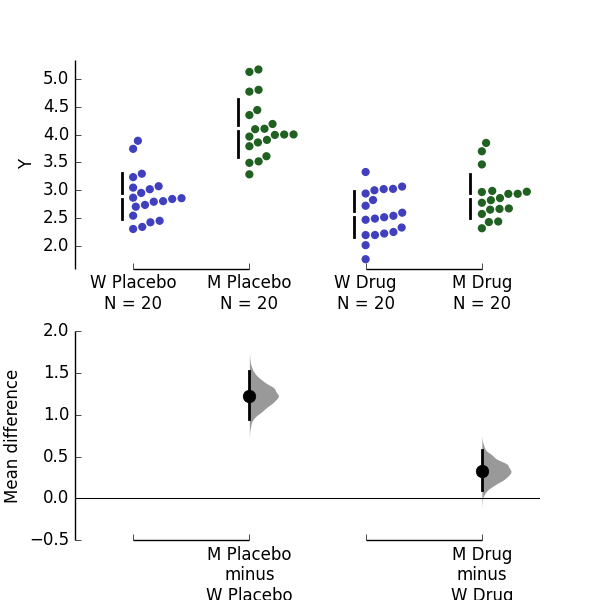 5.0
4.5
4.0
3.5
3.0
2.5
2.0
Y
W Placebo
N = 20
M Placebo
N = 20
W Drug
N = 20
M Drug
N = 20
2.0
1.5
1.0
0.5
0.0
−0.5
Mean difference
M Placebo
minus
W Placebo
M Drug
minus
W Drug